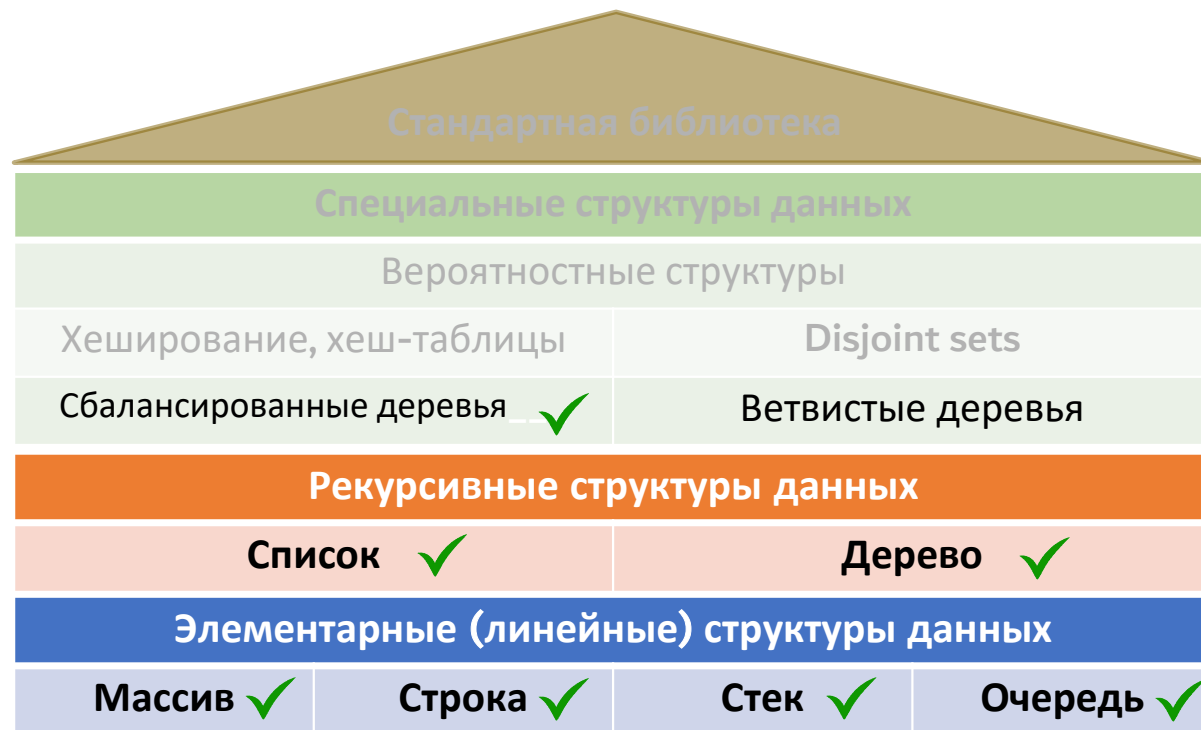 Стандартная библиотека
Специальные структуры данных
Вероятностные структуры
Хеширование, хеш-таблицы
Disjoint sets
Сбалансированные деревья__
Ветвистые деревья
Рекурсивные структуры данных
Список
Дерево
Элементарные (линейные) структуры данных
Массив
Строка
Стек
Очередь